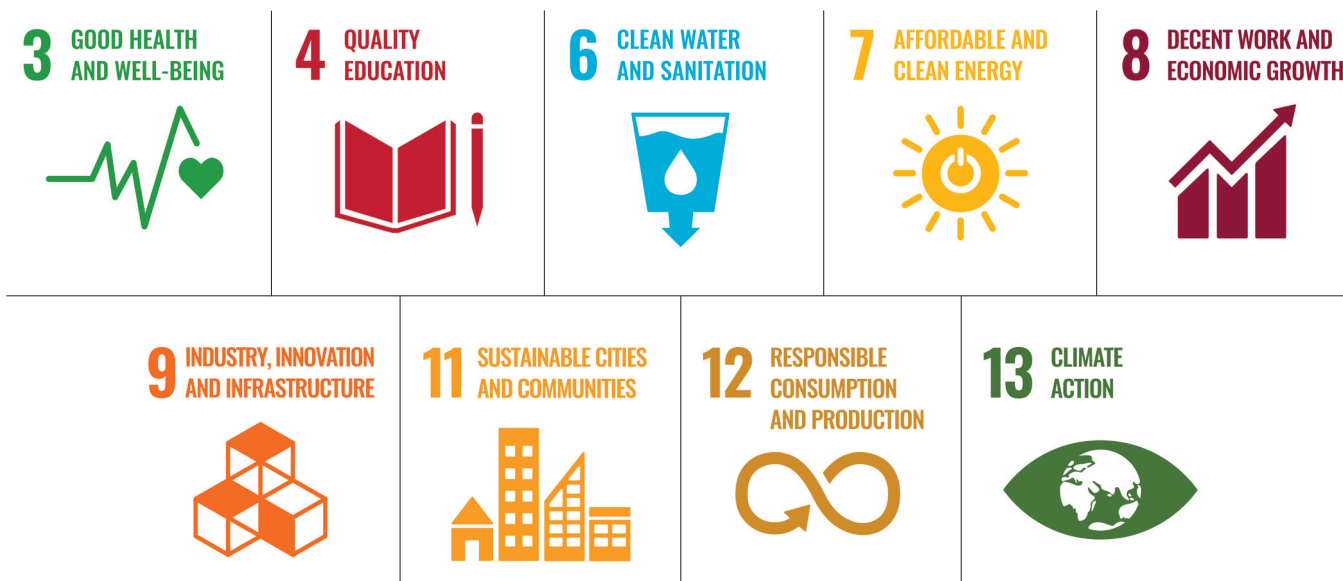 3 GOOD HEALTH
AND WELL-BEING
4 QUALITY
EDUCATION
6 CLEAN WATER
AND SANITATION
7 AFFORDABLE AND
CLEAN ENERGY
8 DECENT WORK AND
ECONOMIC GROWTH
9 INDUSTRY, INNOVATION
AND INFRASTRUCTURE
11 SUSTAINABLE CITIES
AND COMMUNITIES
12 RESPONSIBLE
CONSUMPTION
AND PRODUCTION
13 CLIMATE
ACTION